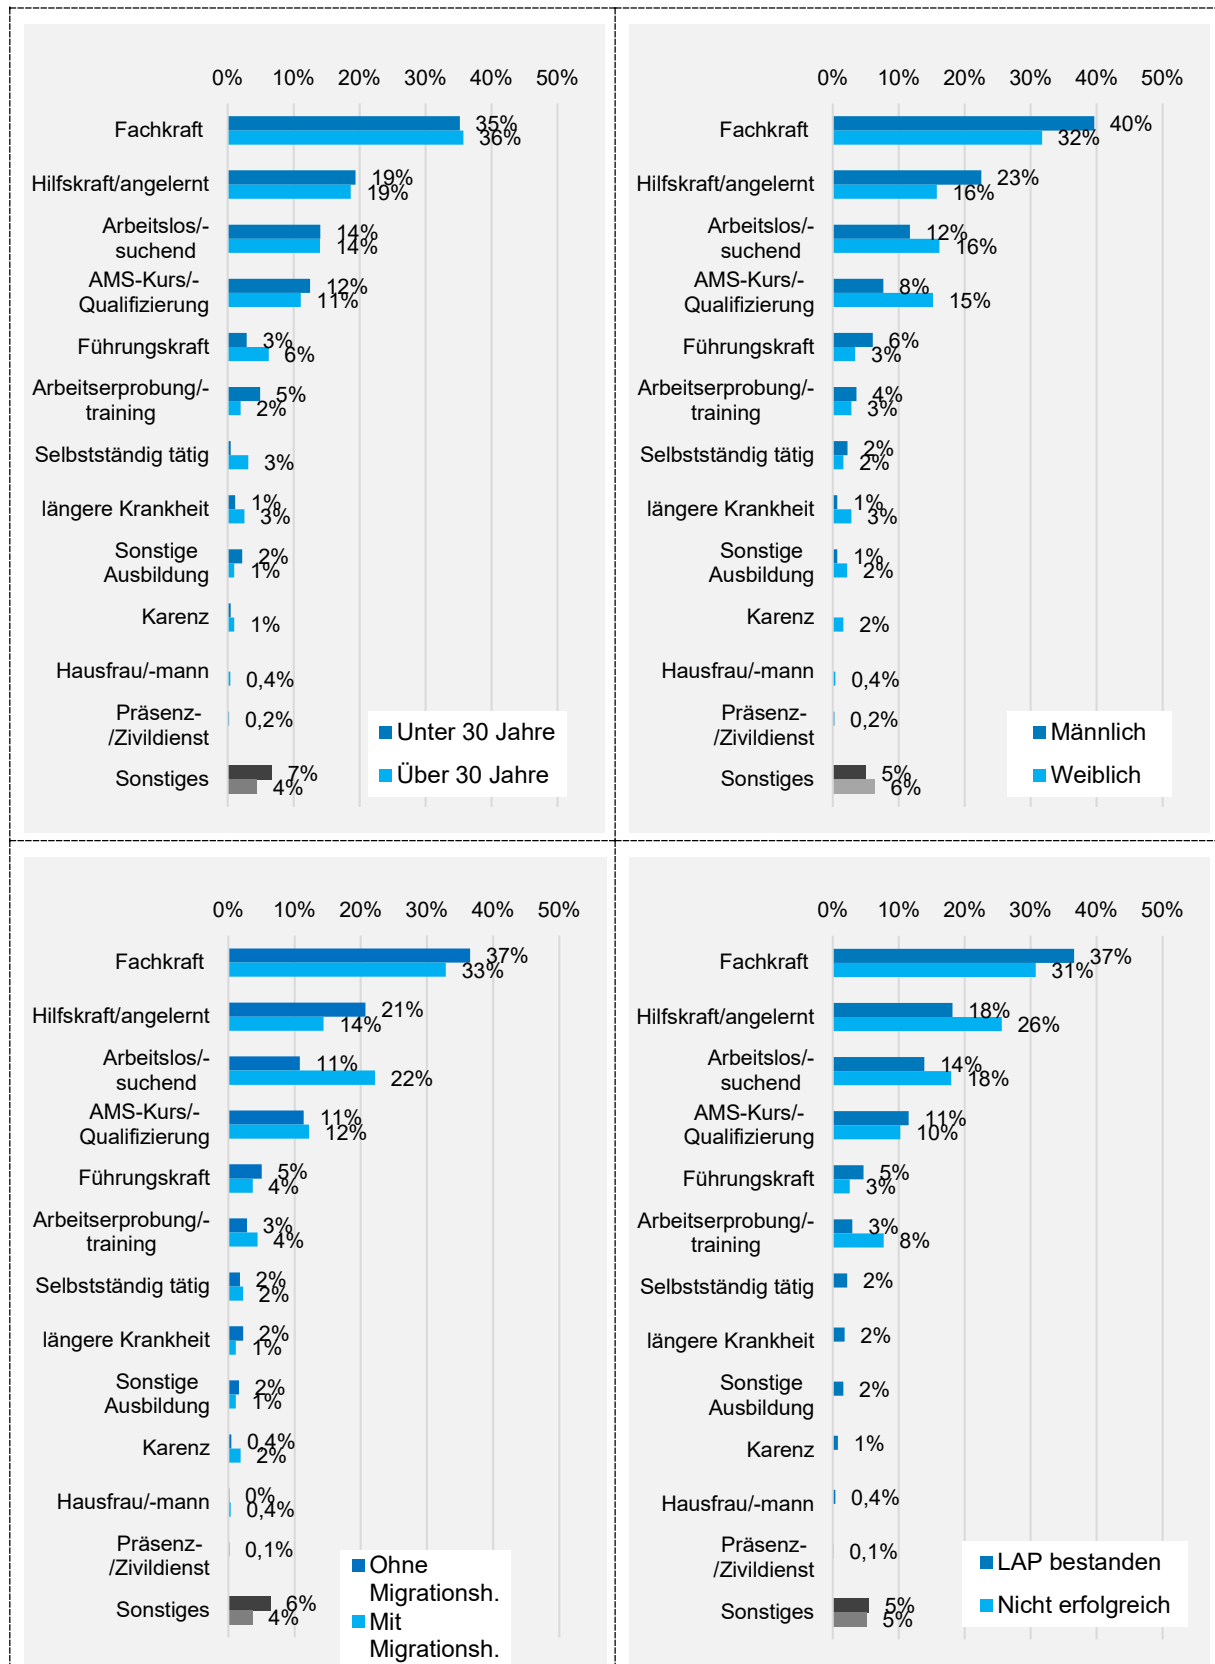 0% 10% 20% 30% 40% 50%
Fachkraft 35%
36%
Hilfskraft/angelernt 19%
19%
Arbeitslos/-
suchend
14%
14%
AMS-Kurs/-
Qualifizierung
12%
11%
Führungskraft 3%
6%
Arbeitserprobung/-
training
5%
2%
Selbstständig tätig 3%
längere Krankheit 1%
3%
Sonstige
Ausbildung
2%
1%
Karenz 1%
Hausfrau/-mann 0,4%
Präsenz-
/Zivildienst
0,2%
Sonstiges 7%
4%
Unter 30 Jahre
Über 30 Jahre
0% 10% 20% 30% 40% 50%
Fachkraft 40%
32%
Hilfskraft/angelernt 23%
16%
Arbeitslos/-
suchend
12%
16%
AMS-Kurs/-
Qualifizierung
8%
15%
Führungskraft 6%
3%
Arbeitserprobung/-
training
4%
3%
Selbstständig tätig 2%
2%
längere Krankheit 1%
3%
Sonstige
Ausbildung
1%
2%
Karenz 2%
Hausfrau/-mann 0,4%
Präsenz-
/Zivildienst
0,2%
Sonstiges 5%
6%
Männlich
Weiblich
0% 10% 20% 30% 40% 50%
Fachkraft 37%
33%
Hilfskraft/angelernt 21%
14%
Arbeitslos/-
suchend
11%
22%
AMS-Kurs/-
Qualifizierung
11%
12%
Führungskraft 5%
4%
Arbeitserprobung/-
training
3%
4%
Selbstständig tätig 2%
2%
längere Krankheit 2%
1%
Sonstige
Ausbildung
2%
1%
Karenz 0,4%
2%
Hausfrau/-mann 0%
0,4%
Präsenz-
/Zivildienst
0,1%
Sonstiges 6%
4%
Ohne
Migrationsh.
Mit
Migrationsh.
0% 10% 20% 30% 40% 50%
Fachkraft 37%
31%
Hilfskraft/angelernt 18%
26%
Arbeitslos/-
suchend
14%
18%
AMS-Kurs/-
Qualifizierung
11%
10%
Führungskraft 5%
3%
Arbeitserprobung/-
training
3%
8%
Selbstständig tätig 2%
längere Krankheit 2%
Sonstige
Ausbildung
2%
Karenz 1%
Hausfrau/-mann 0,4%
Präsenz-
/Zivildienst
0,1%
Sonstiges 5%
5%
LAP bestanden
Nicht erfolgreich